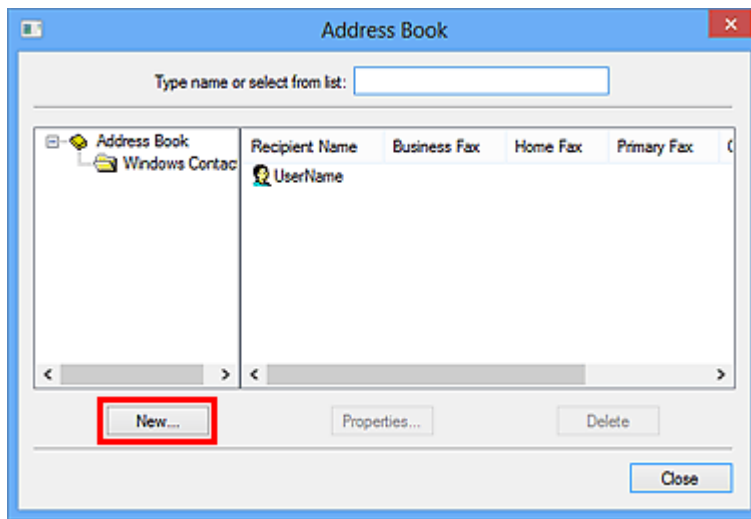 Address Book
Type name or select from list:
Address Book
Windows Contac
Recipient Name Business Fax Home Fax Primary Fax
UserName
New... Properties... Delete
Close